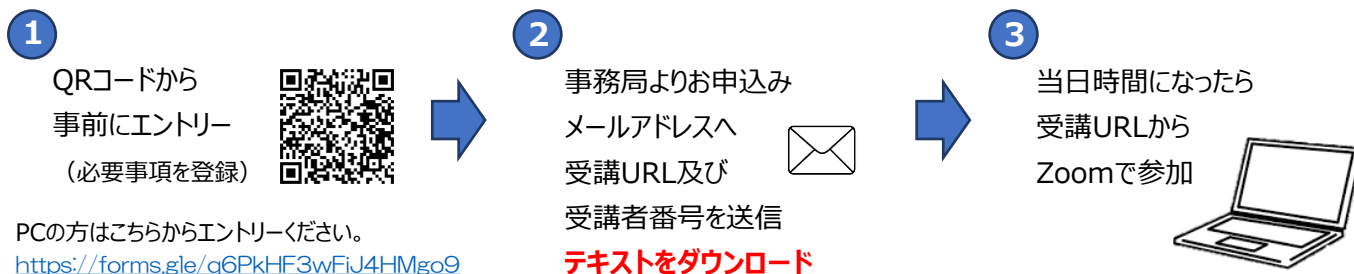 1
QRコードから
事前にエントリー
（必要事項を登録）
PCの方はこちらからエントリーください。
https://forms.gle/q6PkHF3wFiJ4HMgo9
2
事務局よりお申込み
メールアドレスへ
受講URL及び
受講者番号を送信
テキストをダウンロード
3
当日時間になったら
受講URLから
Zoomで参加